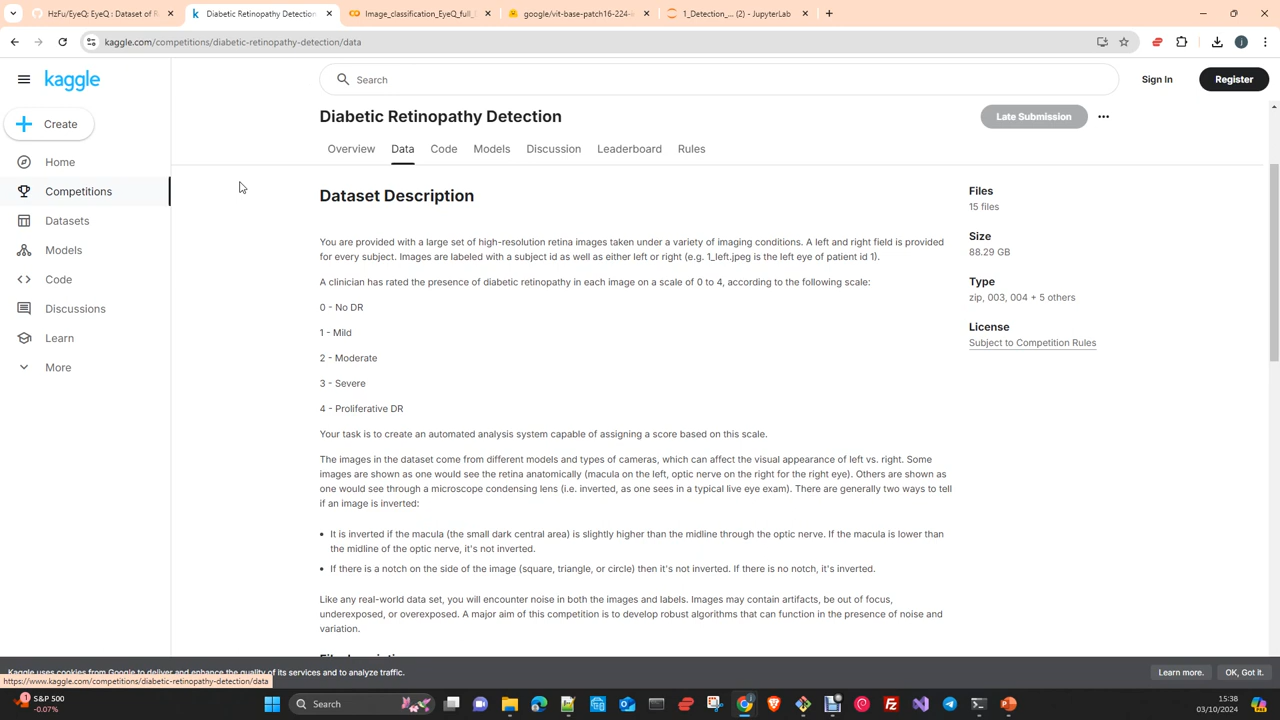 HzFu/EyeQ: EyeQ : Dataset of R
Diabetic Retinopathy Detection
Image_classification_EyeQ_full_
google/vit-base-patch16-224-
1_Detection_... (2) - JupyterLab
kaggle.com/competitions/diabetic-retinopathy-detection/data
kaggle
Search
Sign In
Register
Create
Home
Competitions
Datasets
Models
Code
Discussions
Learn
More
Diabetic Retinopathy Detection
Late Submission
Overview Data Code Models Discussion Leaderboard Rules
Dataset Description
You are provided with a large set of high-resolution retina images taken under a variety of imaging conditions. A left and right field is provided
for every subject. Images are labeled with a subject id as well as either left or right (e.g. 1_left.jpeg is the left eye of patient id 1).
A clinician has rated the presence of diabetic retinopathy in each image on a scale of 0 to 4, according to the following scale:
0 - No DR
1 - Mild
2 - Moderate
3 - Severe
4 - Proliferative DR
Your task is to create an automated analysis system capable of assigning a score based on this scale.
The images in the dataset come from different models and types of cameras, which can affect the visual appearance of left vs. right. Some
images are shown as one would see the retina anatomically (macula on the left, optic nerve on the right for the right eye). Others are shown as
one would see through a microscope condensing lens (i.e. inverted, as one sees in a typical live eye exam). There are generally two ways to tell
if an image is inverted:
• It is inverted if the macula (the small dark central area) is slightly higher than the midline through the optic nerve. If the macula is lower than
the midline of the optic nerve, it's not inverted.
• If there is a notch on the side of the image (square, triangle, or circle) then it's not inverted. If there is no notch, it's inverted.
Like any real-world data set, you will encounter noise in both the images and labels. Images may contain artifacts, be out of focus,
underexposed, or overexposed. A major aim of this competition is to develop robust algorithms that can function in the presence of noise and
variation.
Files
15 files
Size
88.29 GB
Type
zip, 003, 004 + 5 others
License
Subject to Competition Rules
Kaggle uses cookies from Google to deliver and enhance the quality of its services and to analyze traffic.
Learn more.
OK, Got it.
https://www.kaggle.com/competitions/diabetic-retinopathy-detection/data
S&P 500
-0.07%
Search
15:38
03/10/2024